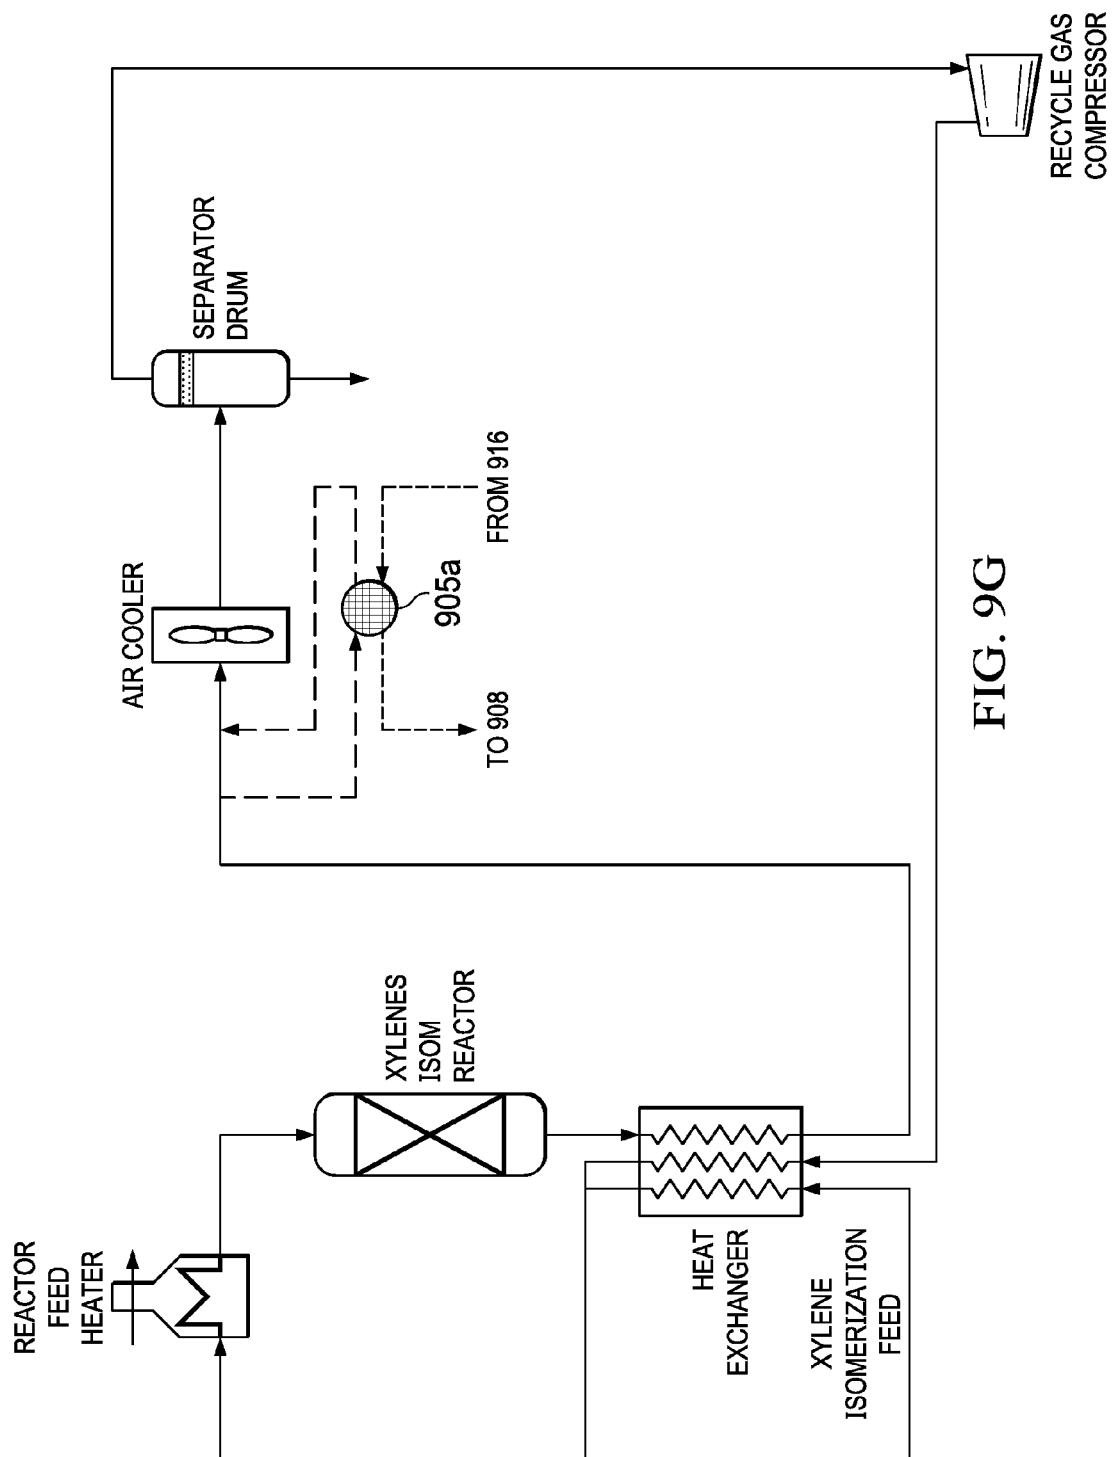 REACTOR
FEED
HEATER
XYLENES
ISOM
REACTOR
HEAT
EXCHANGER
XYLENE
ISOMERIZATION
FEED
AIR COOLER
905a
TO 908
FROM 916
SEPARATOR
DRUM
RECYCLE GAS
COMPRESSOR
FIG. 9G